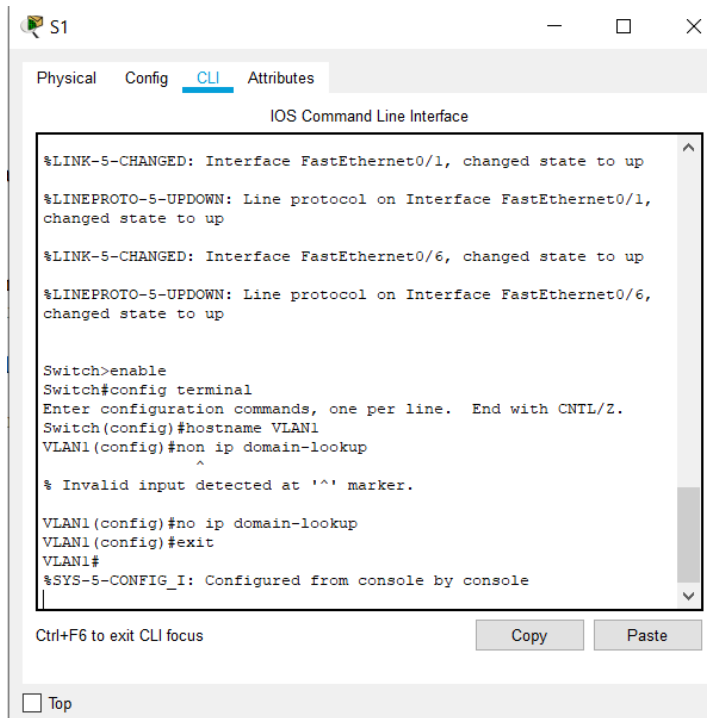 S1
Physical Config CLI Attributes
IOS Command Line Interface
%LINK-5-CHANGED: Interface FastEthernet0/1, changed state to up
%LINEPROTO-5-UPDOWN: Line protocol on Interface FastEthernet0/1,
changed state to up
%LINK-5-CHANGED: Interface FastEthernet0/6, changed state to up
%LINEPROTO-5-UPDOWN: Line protocol on Interface FastEthernet0/6,
changed state to up
Switch>enable
Switch#config terminal
Enter configuration commands, one per line.  End with CNTL/Z.
Switch(config)#hostname VLAN1
VLAN1(config)#non ip domain-lookup
^
% Invalid input detected at '^' marker.
VLAN1(config)#no ip domain-lookup
VLAN1(config)#exit
VLAN1#
%SYS-5-CONFIG_I: Configured from console by console
Ctrl+F6 to exit CLI focus Copy Paste
Top